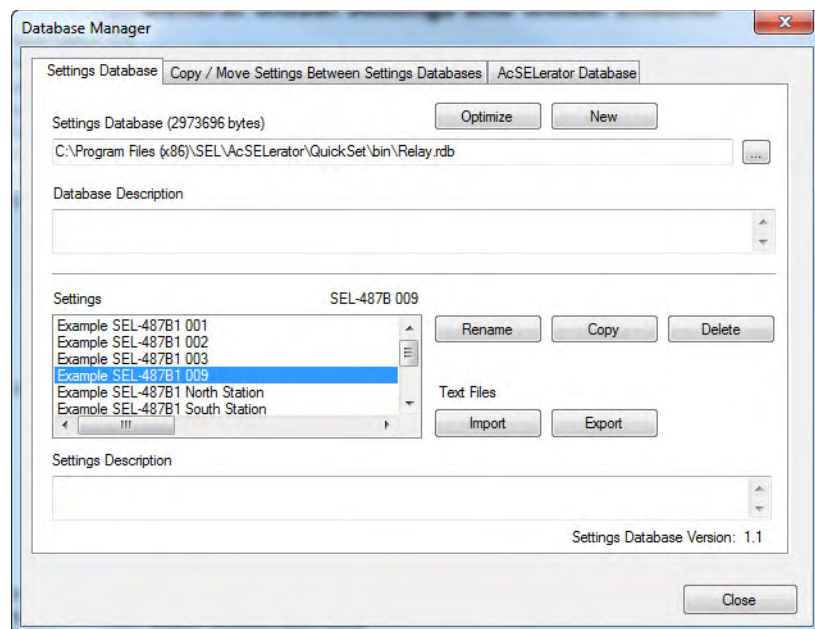 Database Manager
Settings Database
Copy / Move Settings Between Settings Databases
AcSELerator Database
Settings Database (2973696 bytes)
Optimize
New
C:\Program Files (x86)\SEL\AcSELerator\QuickSet\bin\Relay.rdb
...
Database Description
Settings
SEL-487B 009
Example SEL-487B1 001
Example SEL-487B1 002
Example SEL-487B1 003
Example SEL-487B1 009
Example SEL-487B1 North Station
Example SEL-487B1 South Station
Rename
Copy
Delete
Text Files
Import
Export
Settings Description
Settings Database Version: 1.1
Close